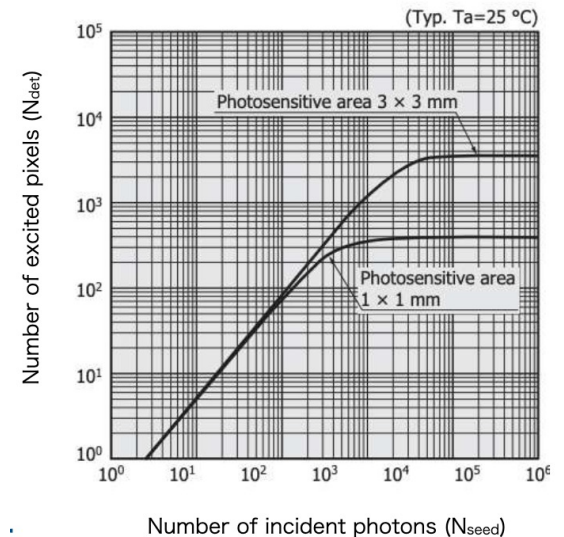 (Typ. Ta=25 °C)
10⁵
10⁴
10³
10²
10¹
10⁰
Number of excited pixels (Ndet)
Photosensitive area 3 × 3 mm
Photosensitive area
1 × 1 mm
10⁰ 10¹ 10² 10³ 10⁴ 10⁵ 10⁶
Number of incident photons (Nseed)